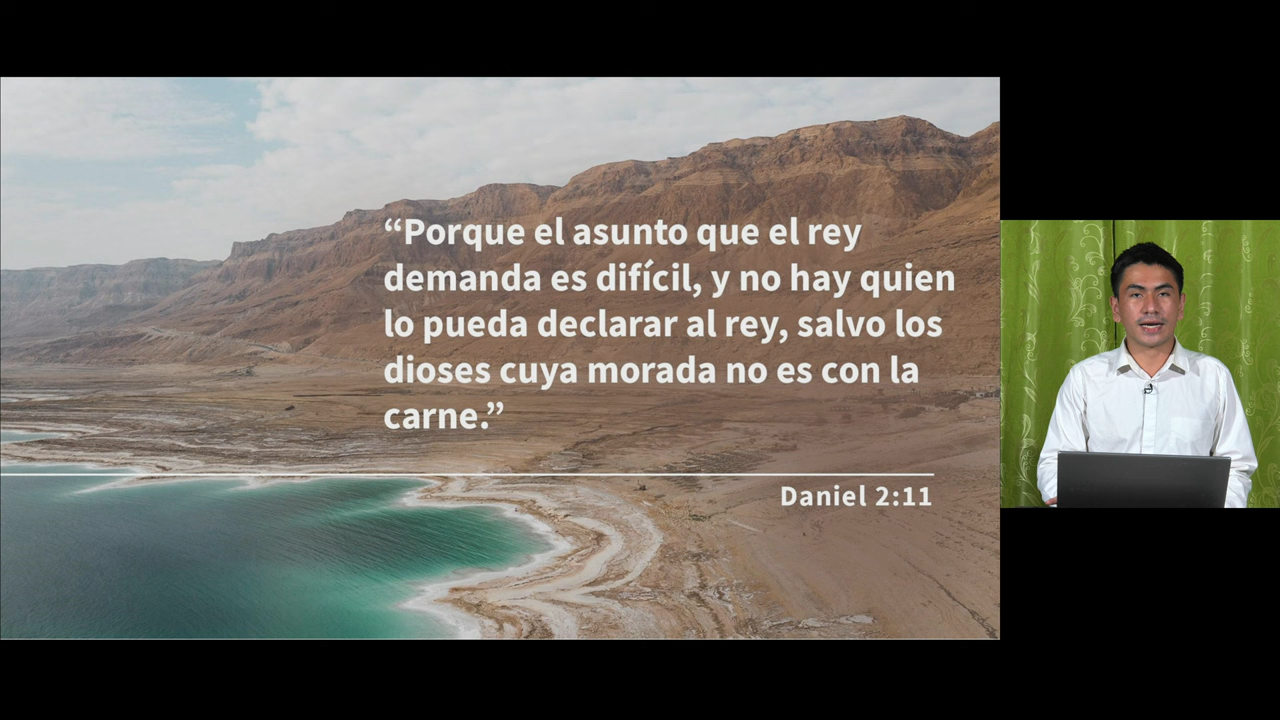 “Porque el asunto que el rey
demanda es difícil, y no hay quien
lo pueda declarar al rey, salvo los
dioses cuya morada no es con la
carne.”
Daniel 2:11